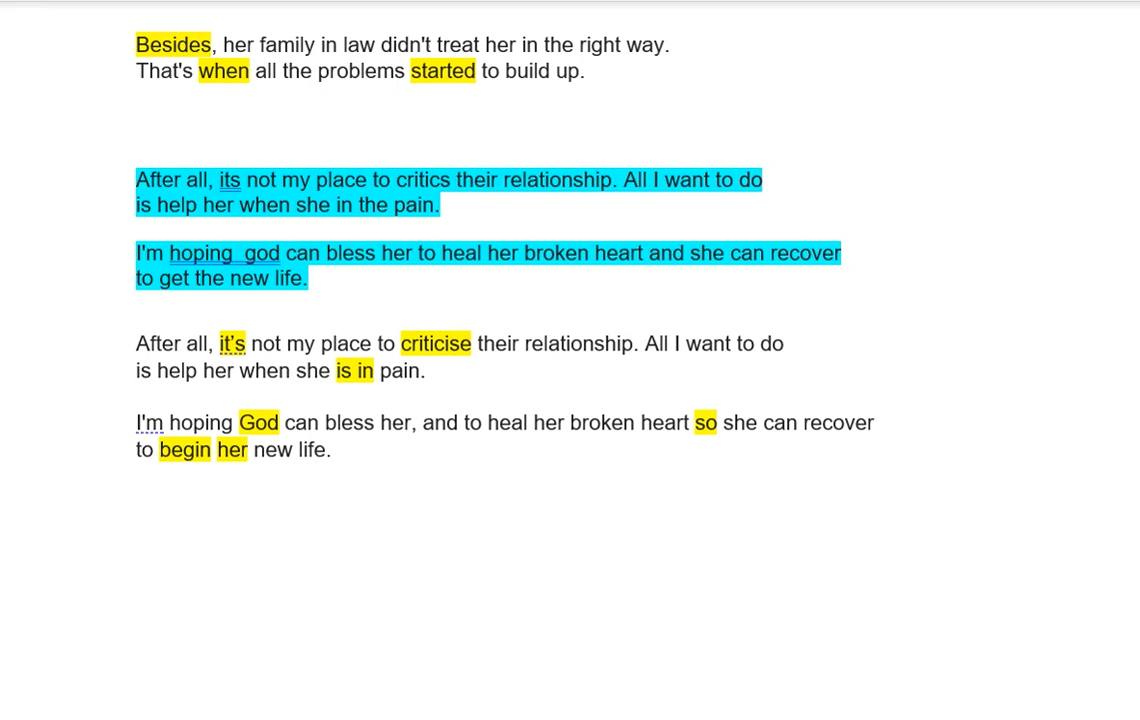 Besides, her family in law didn't treat her in the right way.
That's when all the problems started to build up.
After all, its not my place to critics their relationship. All I want to do
is help her when she in the pain.
I'm hoping  god can bless her to heal her broken heart and she can recover
to get the new life.
After all, it’s not my place to criticise their relationship. All I want to do
is help her when she is in pain.
I'm hoping God can bless her, and to heal her broken heart so she can recover
to begin her new life.